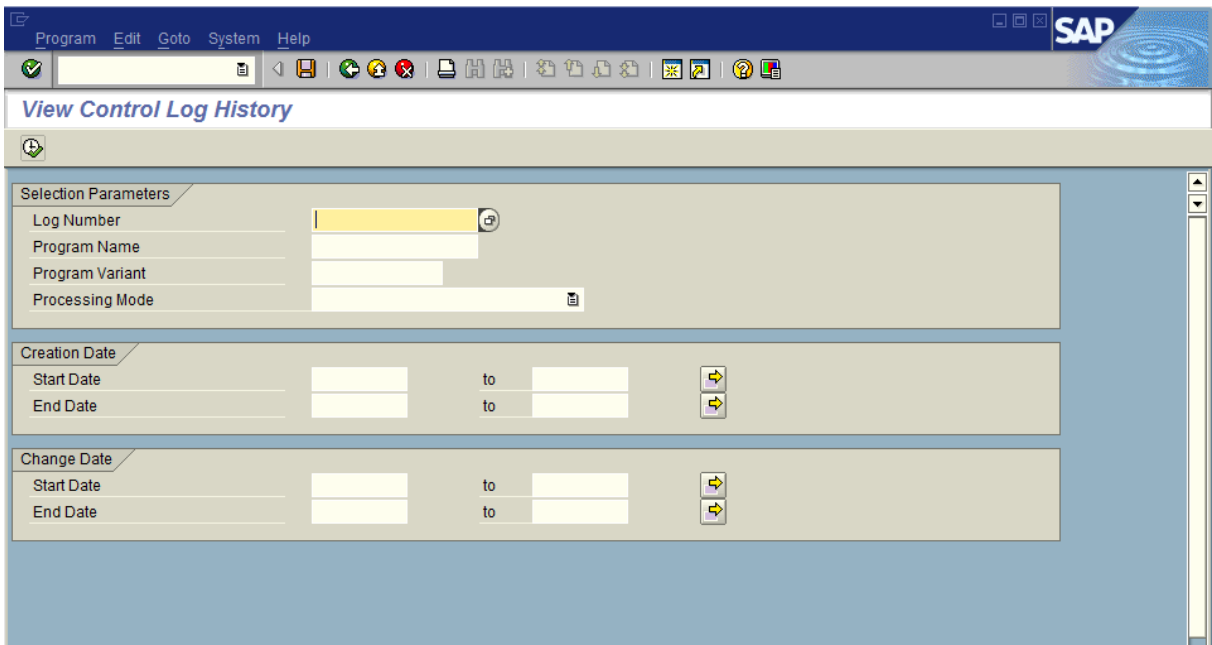 Program Edit Goto System Help
SAP
View Control Log History
Selection Parameters
Log Number
Program Name
Program Variant
Processing Mode
Creation Date
Start Date to
End Date to
Change Date
Start Date to
End Date to